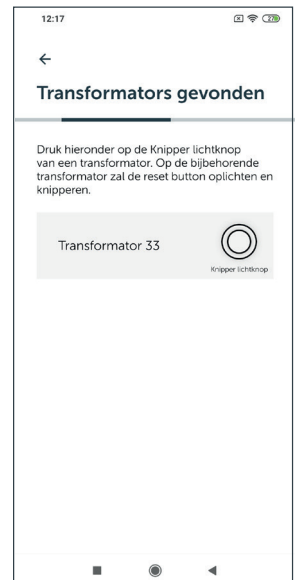 12:17
27
Transformators gevonden
Druk hieronder op de Knipper lichtknop
van een transformator. Op de bijbehorende
transformator zal de reset button oplichten en
knipperen.
Transformator 33
Knipper lichtknop